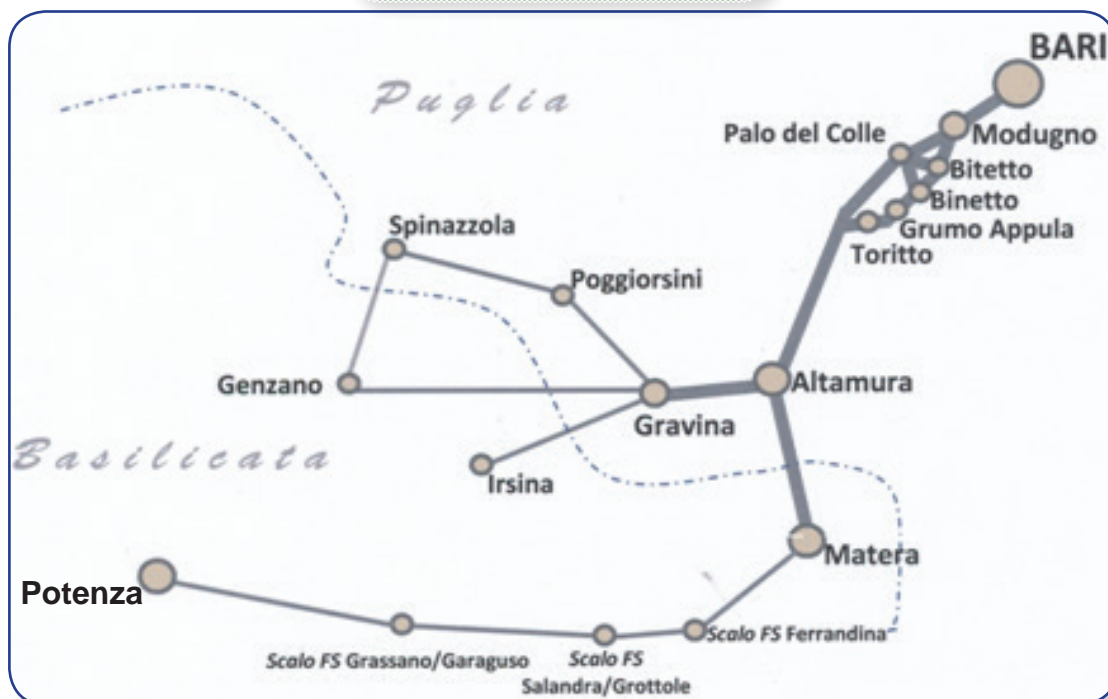 BARI
Puglia
Palo del Colle
Modugno
Bitetto
Binetto
Grumo Appula
Toritto
Spinazzola
Poggiorsini
Genzano
Altamura
Gravina
Basilicata
Irsina
Matera
Potenza
Scalo FS Ferrandina
Scalo FS Grassano/Garaguso
Scalo FS
Salandra/Grottole